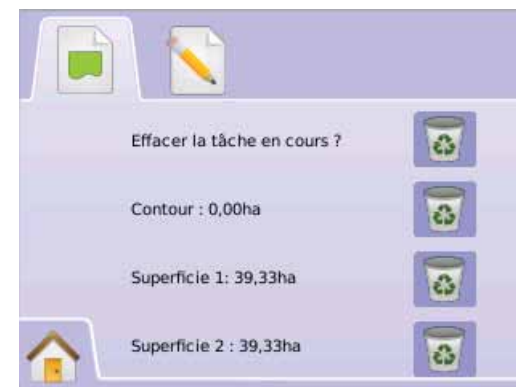 Effacer la tâche en cours ?
Contour : 0,00ha
Superficie 1: 39,33ha
Superficie 2 : 39,33ha